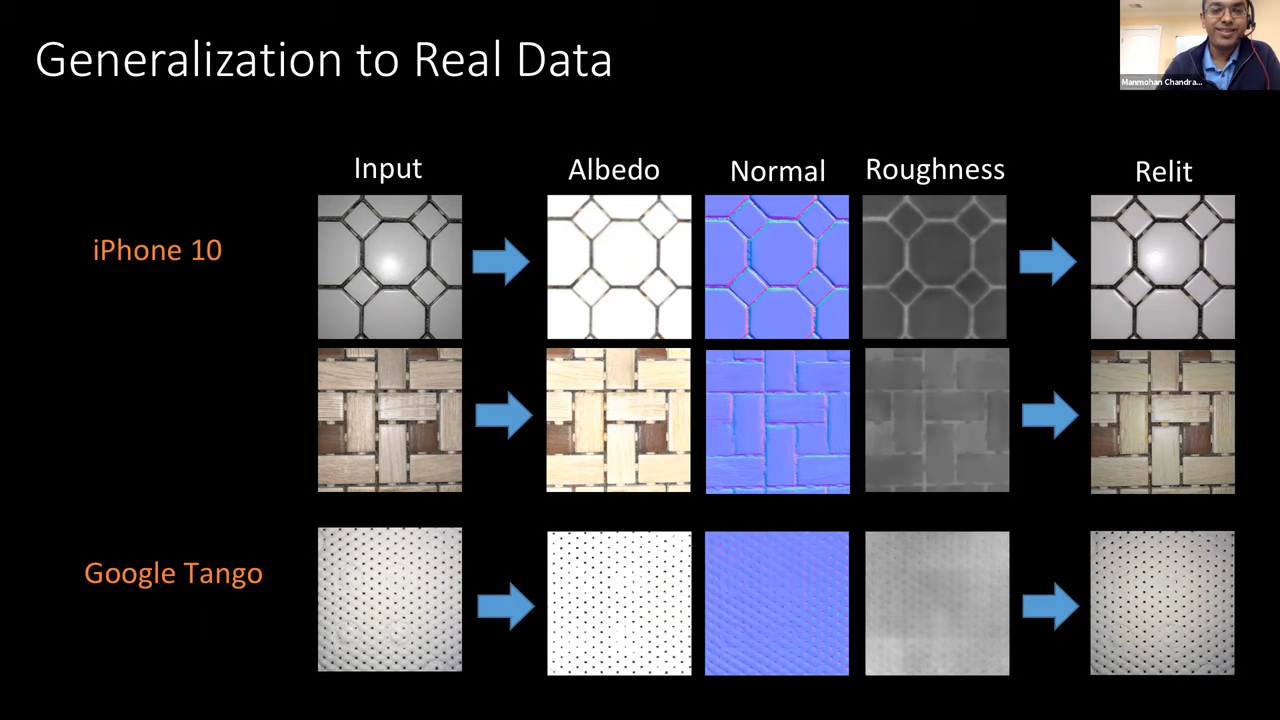 Generalization to Real Data
Manmohan Chandra...
Input
Albedo
Normal
Roughness
Relit
iPhone 10
Google Tango